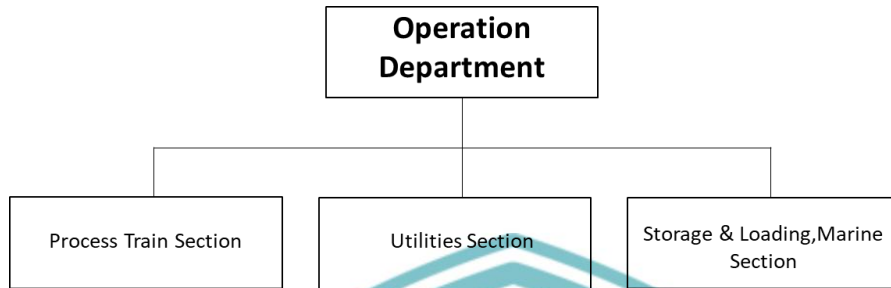 Operation
Department
Process Train Section
Utilities Section
Storage & Loading,Marine
Section